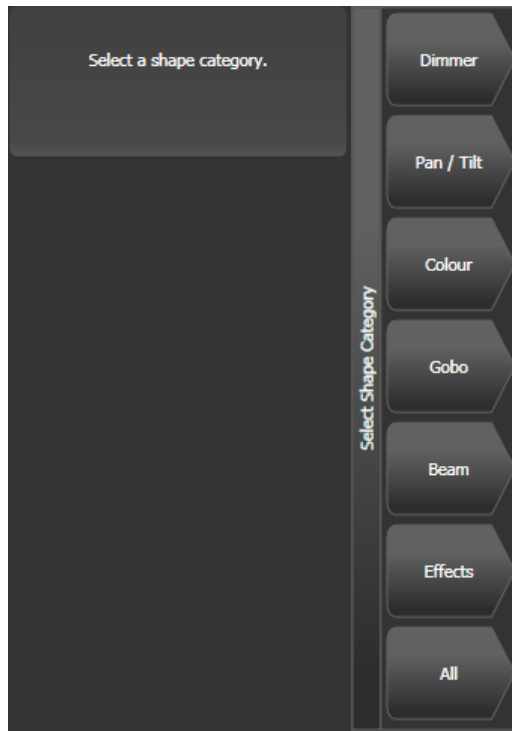 Select a shape category.
Select Shape Category
Dimmer
Pan / Tilt
Colour
Gobo
Beam
Effects
All